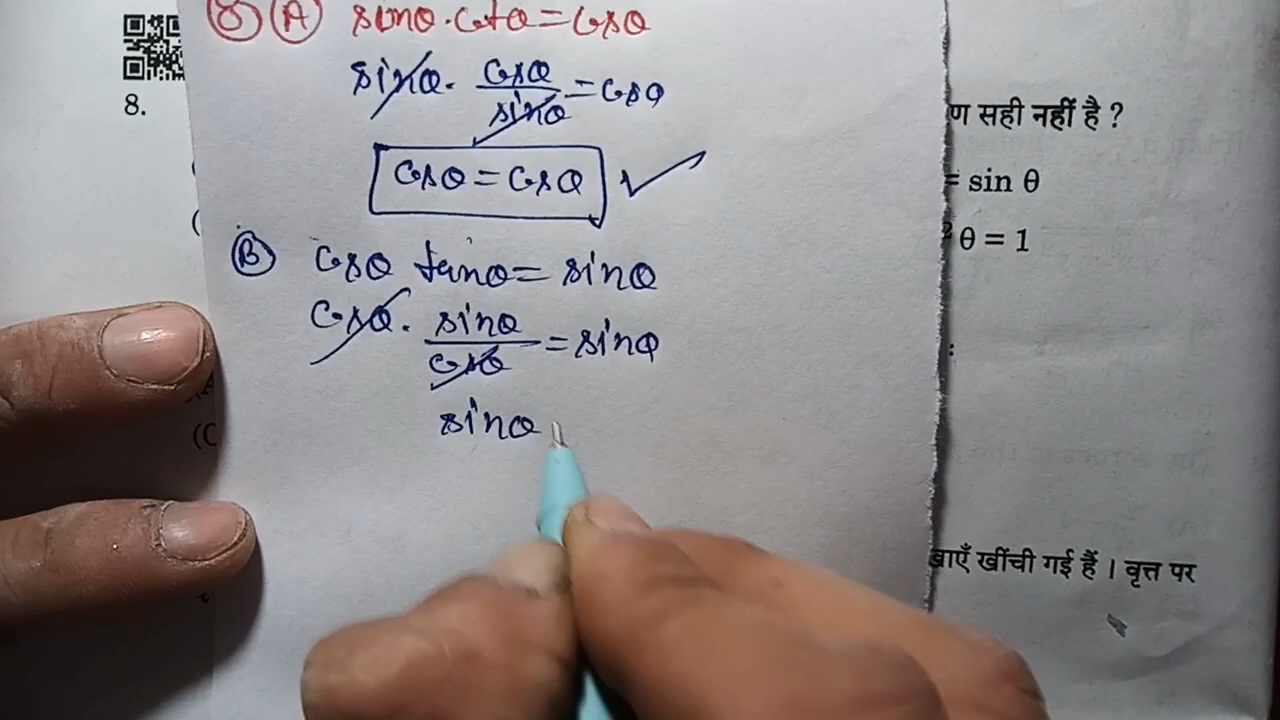 8 A sinθ.cotθ=cosθ
8. sinθ. cosθ/sinθ = cosθ
ण सही नहीं है ?
cosθ = cosθ ✓
= sin θ
(
B cosθ tanθ = sinθ
²θ = 1
cosθ. sinθ/cosθ = sinθ
sinθ
(C
बाएँ खींची गई हैं । वृत्त पर